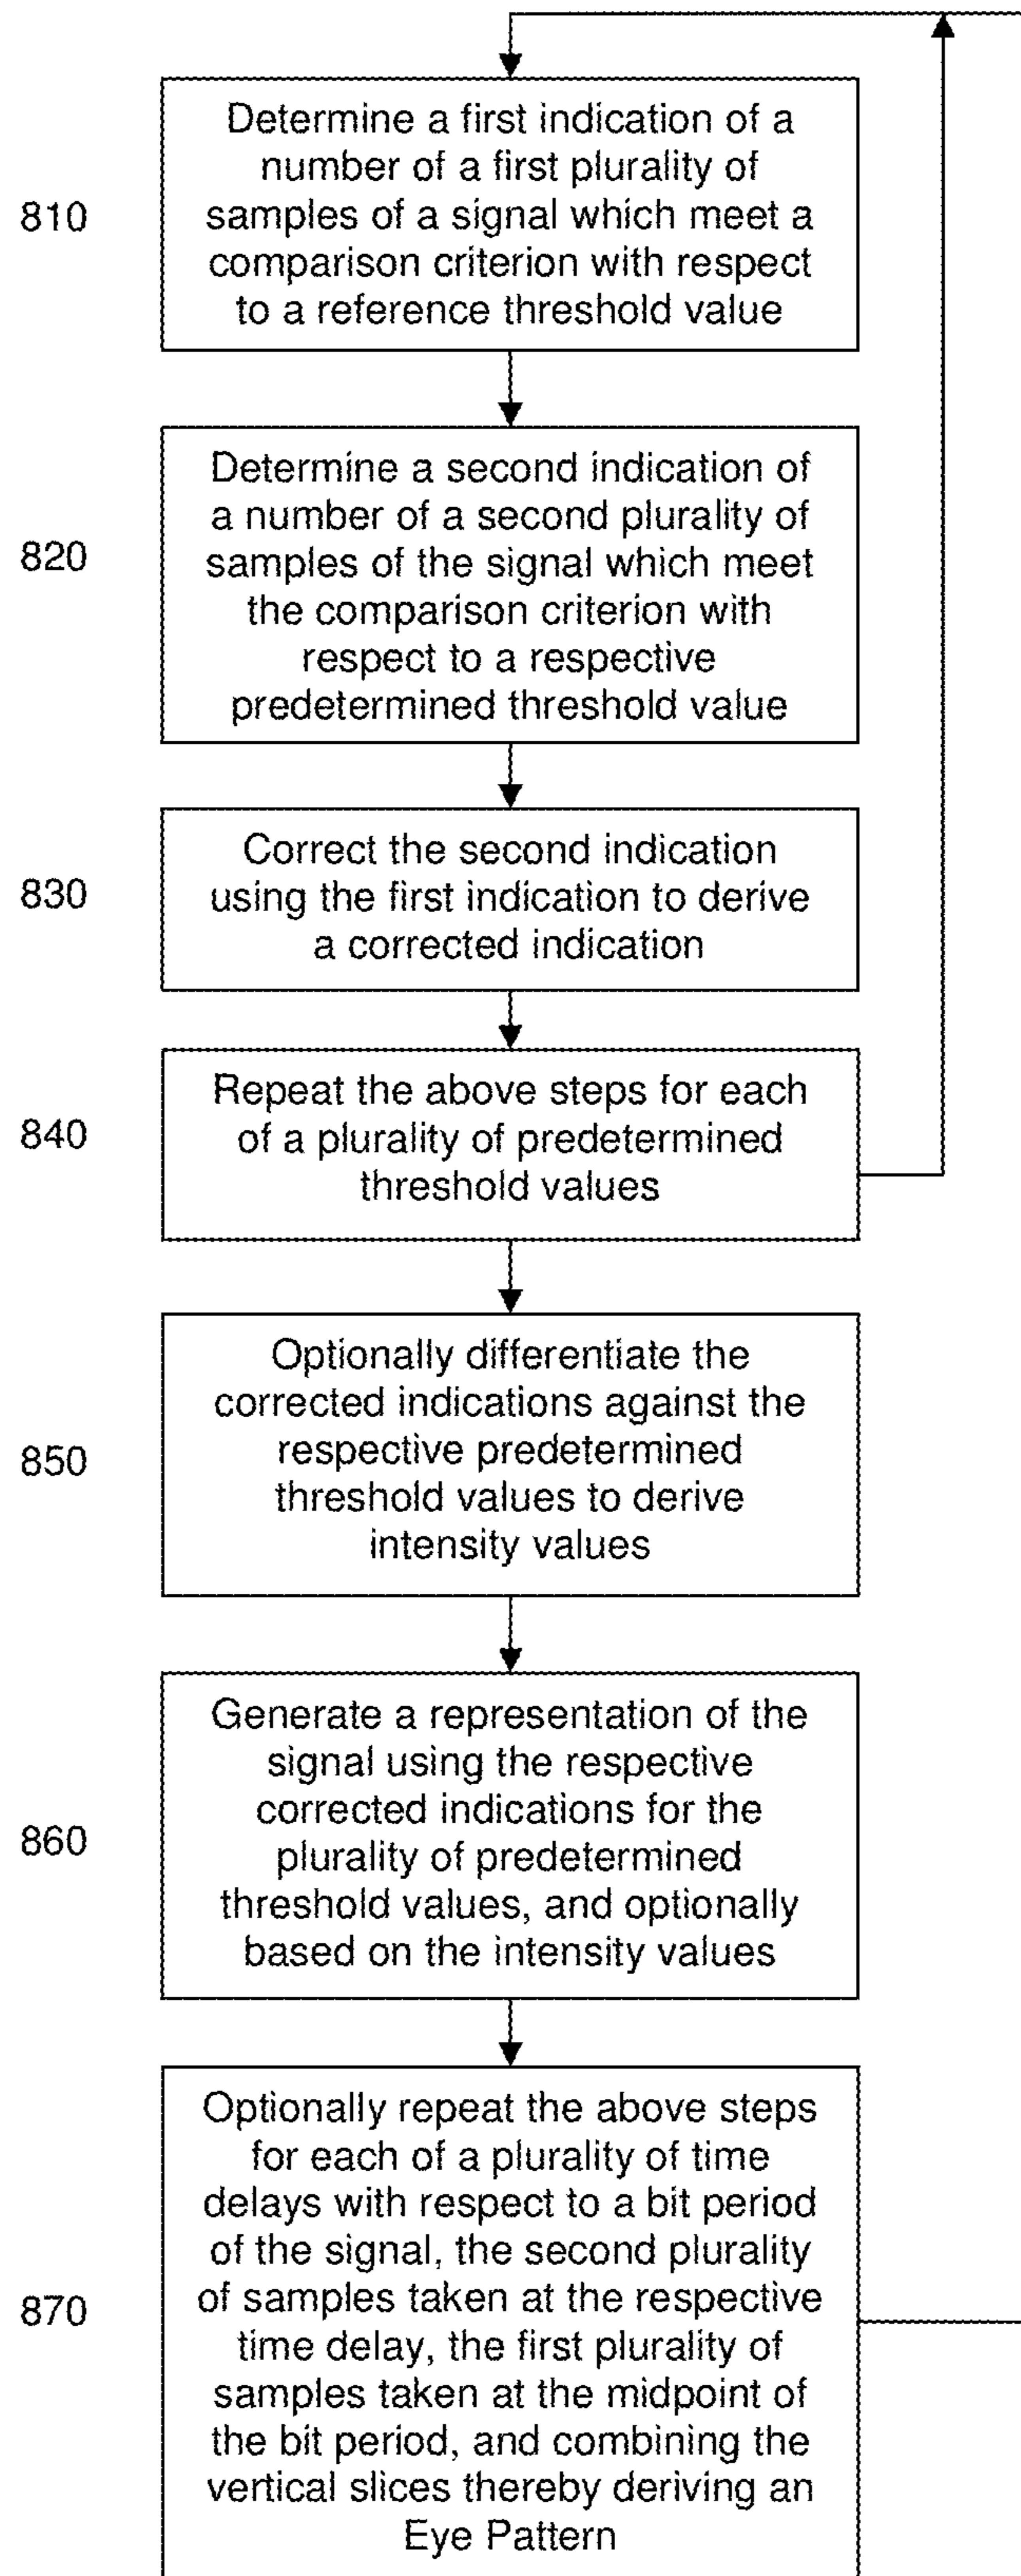 810
Determine a first indication of a
number of a first plurality of
samples of a signal which meet a
comparison criterion with respect
to a reference threshold value
820
Determine a second indication of
a number of a second plurality of
samples of the signal which meet
the comparison criterion with
respect to a respective
predetermined threshold value
830
Correct the second indication
using the first indication to derive
a corrected indication
840
Repeat the above steps for each
of a plurality of predetermined
threshold values
850
Optionally differentiate the
corrected indications against the
respective predetermined
threshold values to derive
intensity values
860
Generate a representation of the
signal using the respective
corrected indications for the
plurality of predetermined
threshold values, and optionally
based on the intensity values
870
Optionally repeat the above steps
for each of a plurality of time
delays with respect to a bit period
of the signal, the second plurality
of samples taken at the respective
time delay, the first plurality of
samples taken at the midpoint of
the bit period, and combining the
vertical slices thereby deriving an
Eye Pattern